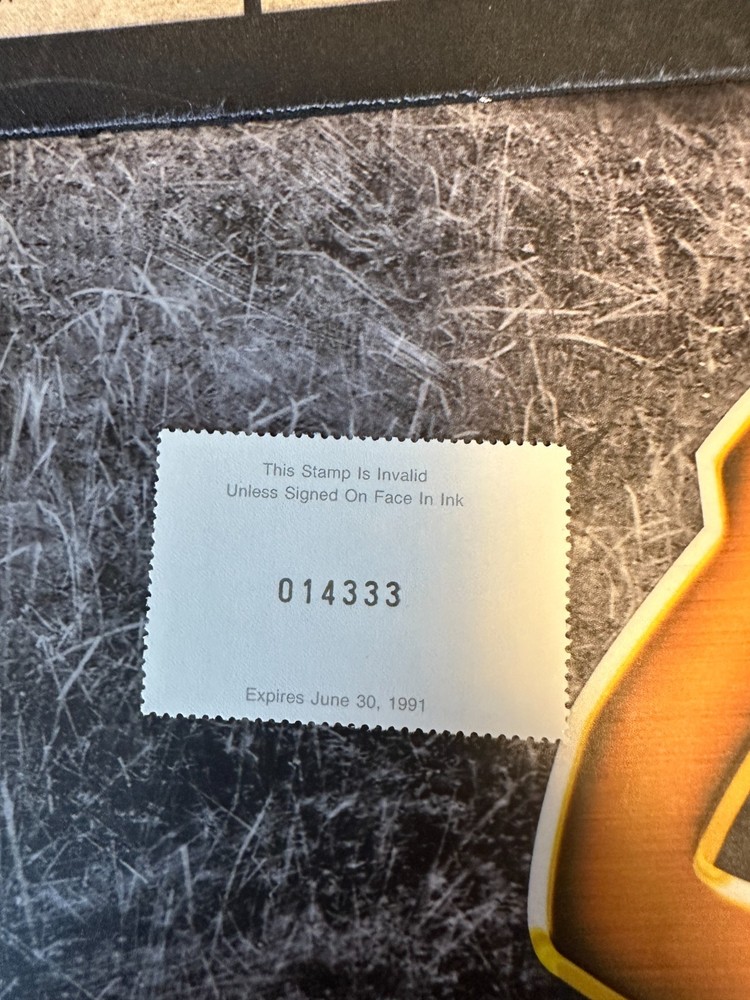 This Stamp Is Invalid
Unless Signed On Face In Ink
014333
Expires June 30, 1991